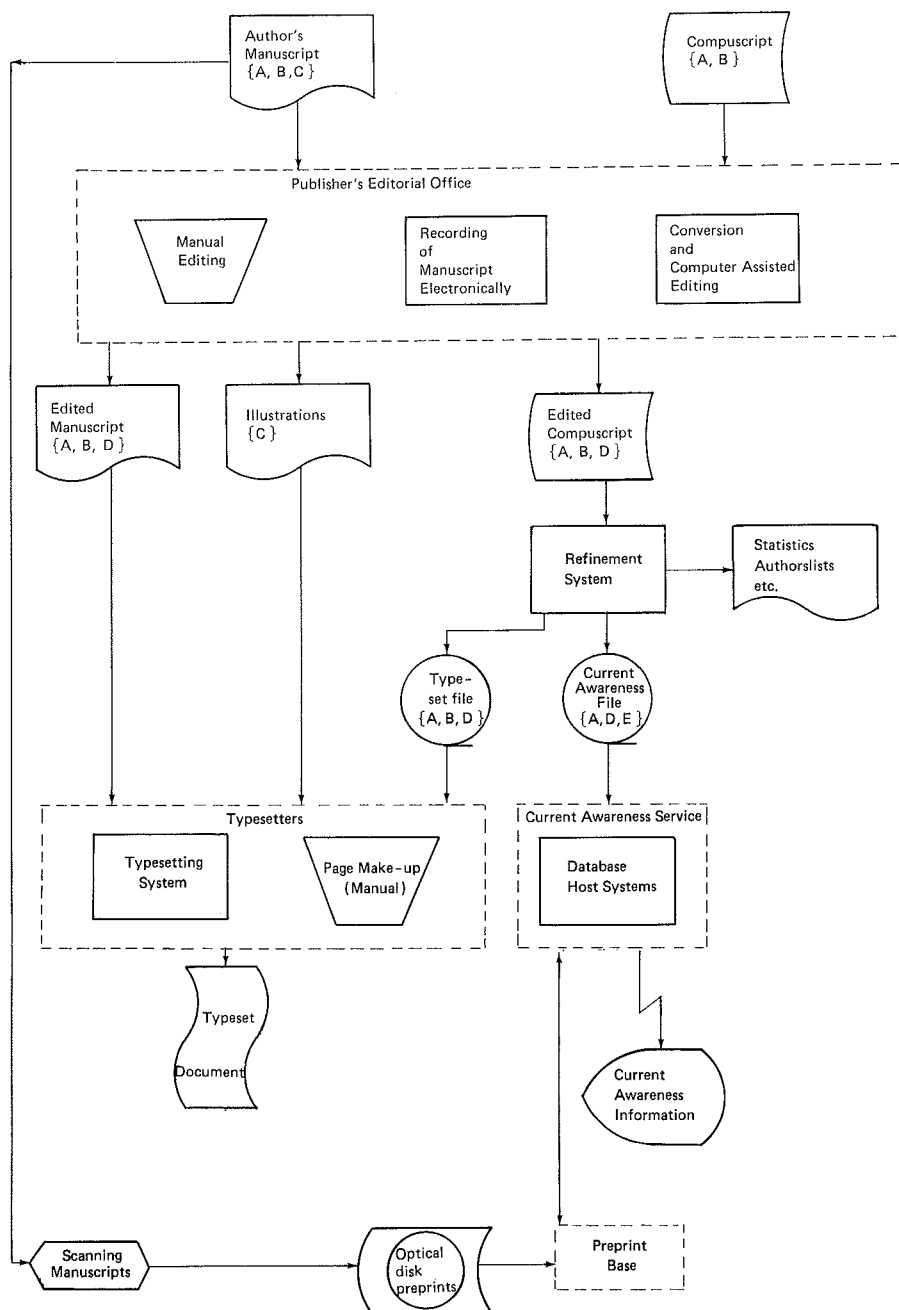 Author's
Manuscript
{A, B,C}
Compuscript
{A, B}
Publisher's Editorial Office
Manual
Editing
Recording
of
Manuscript
Electronically
Conversion
and
Computer Assisted
Editing
Edited
Manuscript
{A, B, D}
Illustrations
{C}
Edited
Compuscript
{A, B, D}
Refinement
System
Statistics
Authorslists
etc.
Type-
set file
{A, B, D}
Current
Awareness
File
{A,D,E}
Typesetters
Typesetting
System
Page Make-up
(Manual)
Current Awareness Service
Database
Host Systems
Typeset
Document
Current
Awareness
Information
Scanning
Manuscripts
Optical
disk
preprints
Preprint
Base